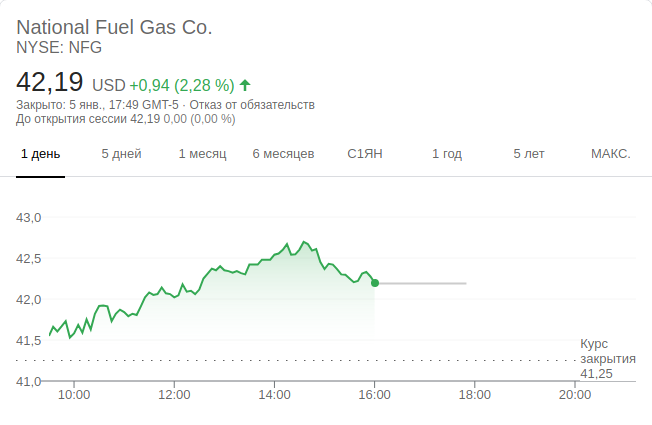 National Fuel Gas Co.
NYSE: NFG
42,19 USD +0,94 (2,28 %)
Закрыто: 5 янв., 17:49 GMT-5 · Отказ от обязательств
До открытия сессии 42,19 0,00 (0,00 %)
1 день 5 дней 1 месяц 6 месяцев С1ЯН 1 год 5 лет МАКС.
43,0
42,5
42,0
41,5
Курс
закрытия
41,25
41,0
10:00 12:00 14:00 16:00 18:00 20:00